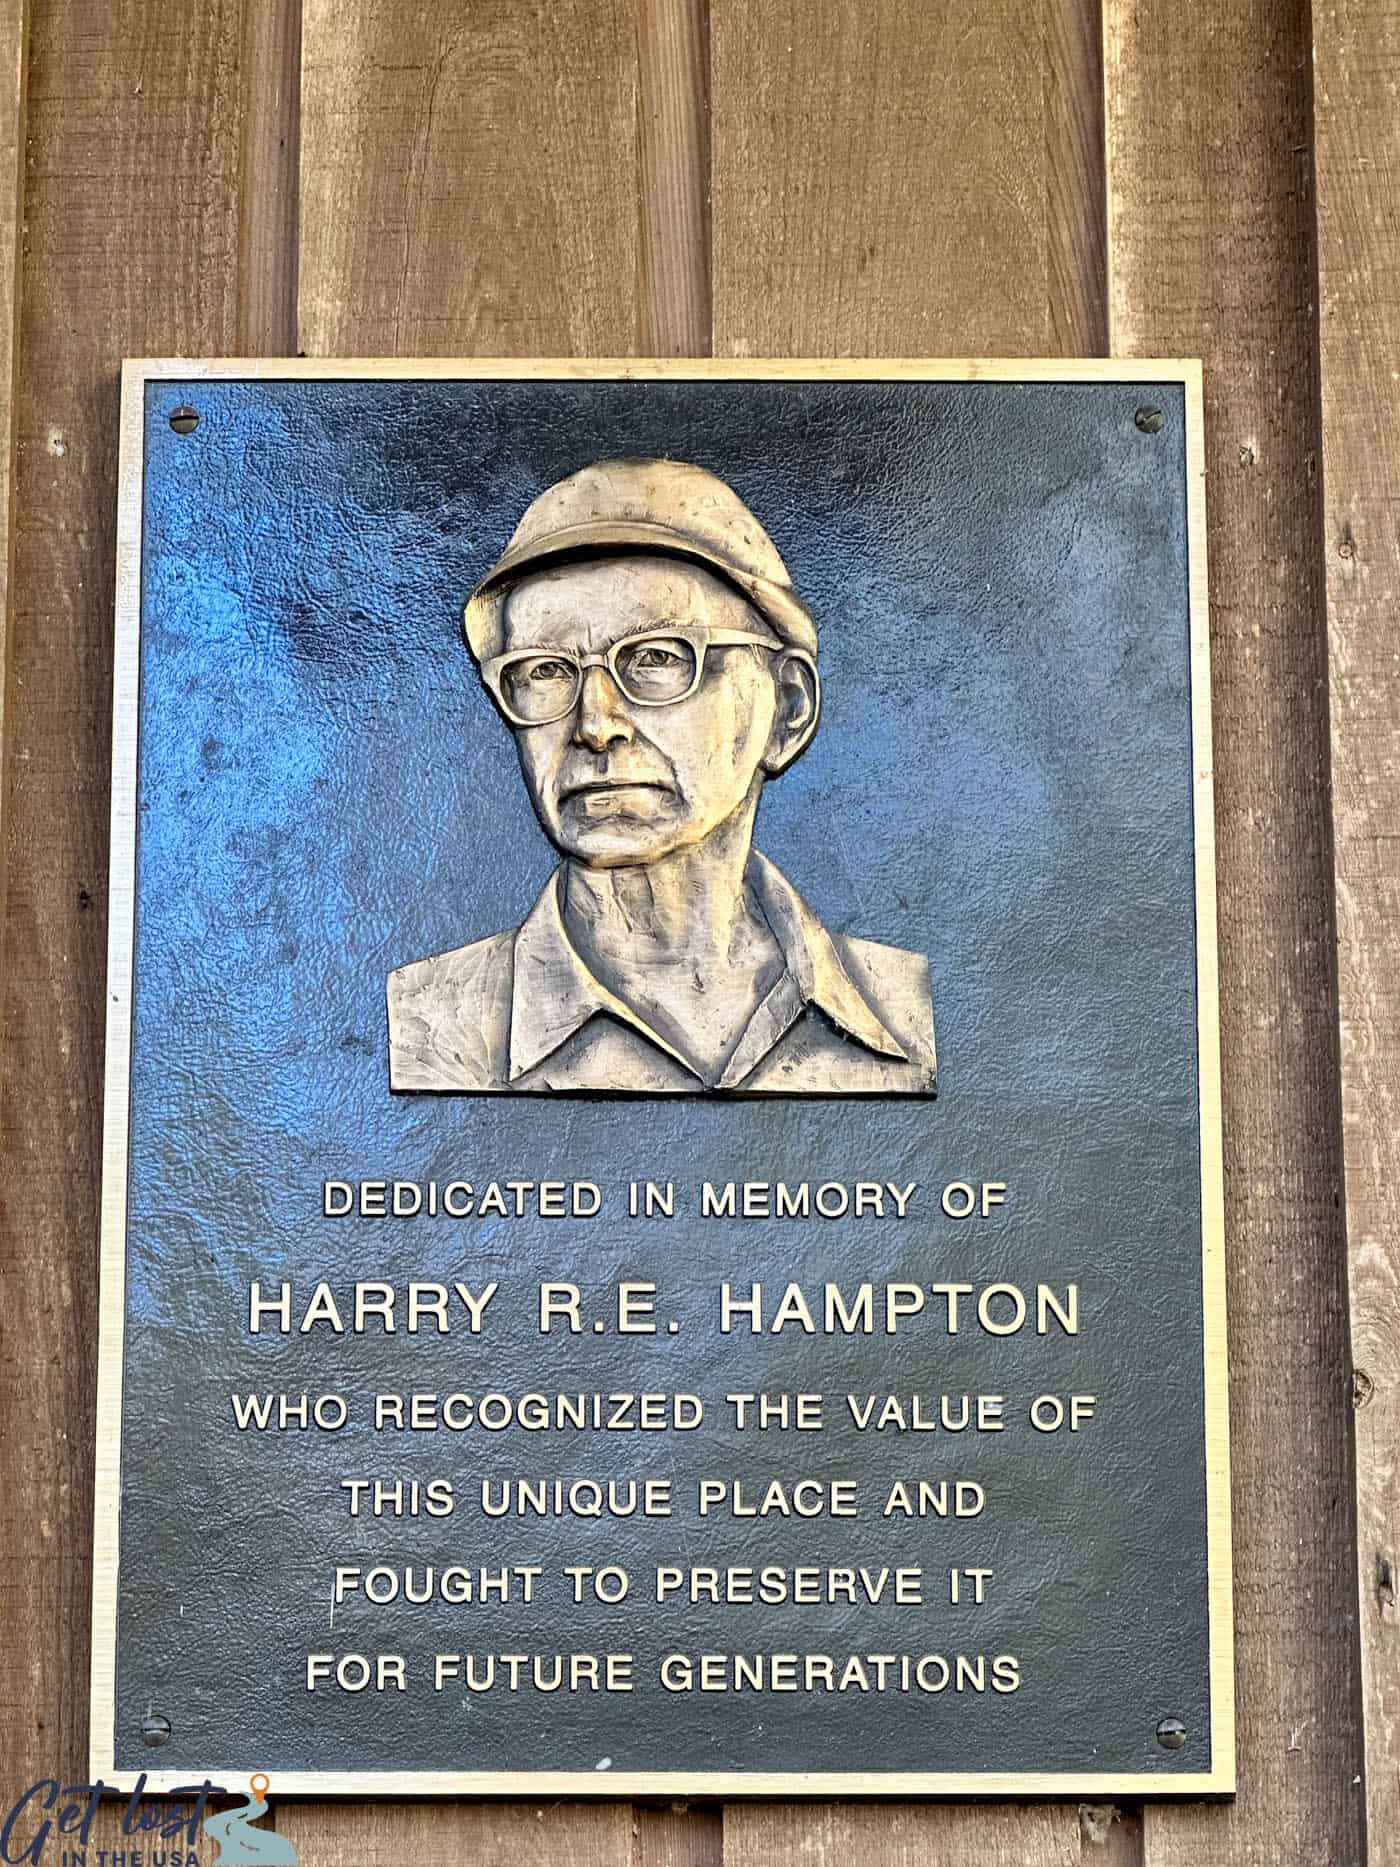 DEDICATED IN MEMORY OF
HARRY R.E. HAMPTON
WHO RECOGNIZED THE VALUE OF
THIS UNIQUE PLACE AND
FOUGHT TO PRESERVE IT
FOR FUTURE GENERATIONS
Get lost
IN THE USA